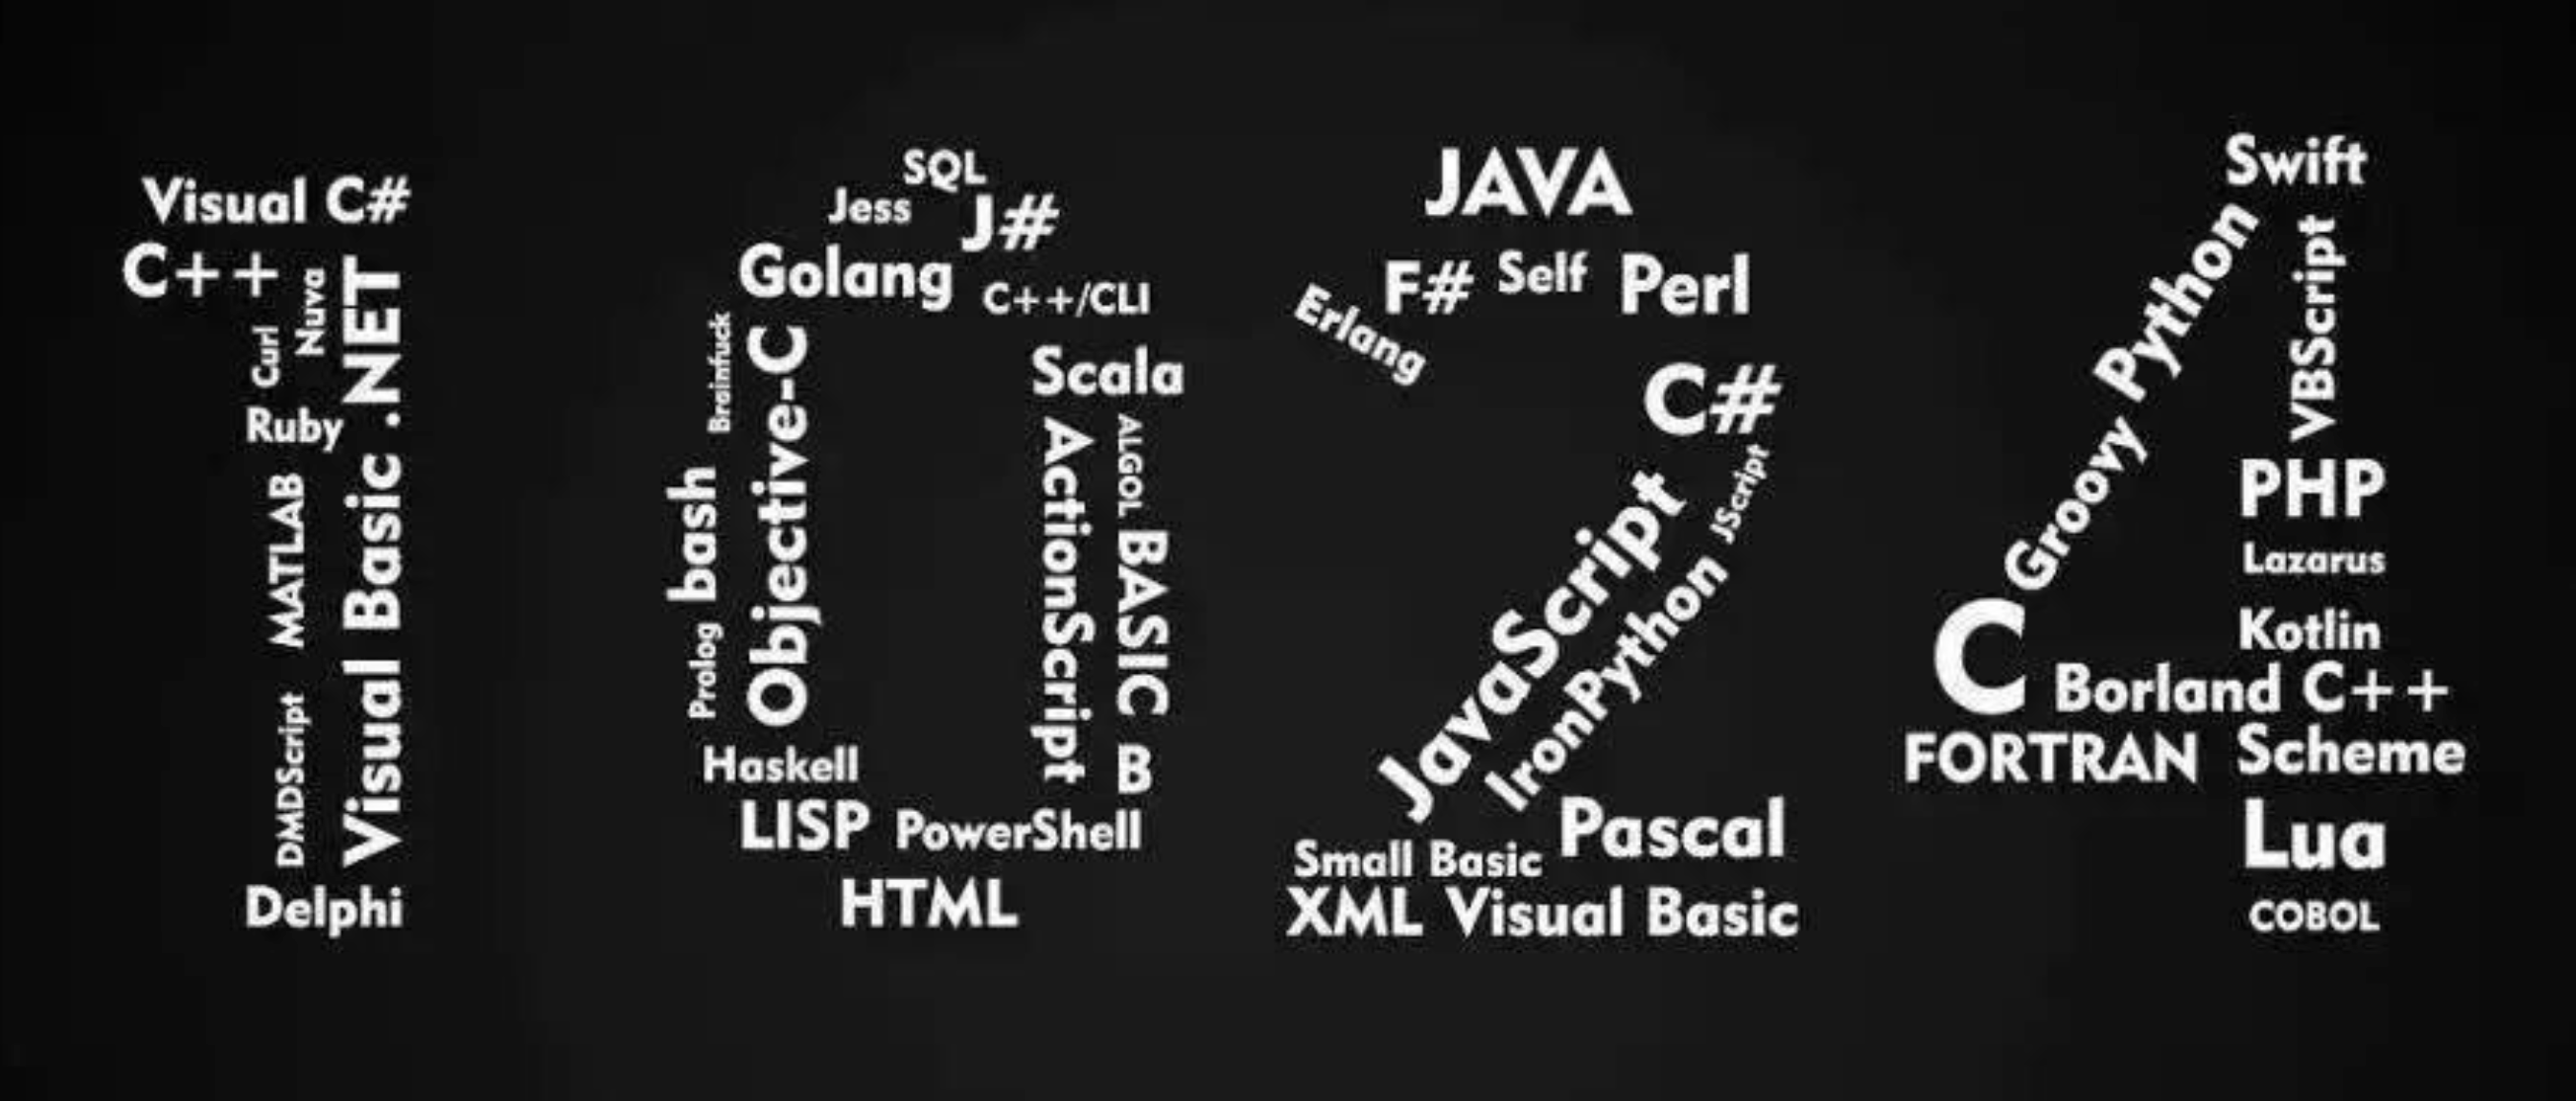 Visual C#
C++
Nuva
Curl
Ruby
Visual Basic .NET
MATLAB
DMDScript
Delphi
SQL
Jess
J#
Golang
C++/CLI
Brainfuck
Objective-C
bash
Prolog
Scala
ActionScript
ALGOL
BASIC
B
Haskell
LISP PowerShell
HTML
JAVA
F# Self Perl
Erlang
C#
JScript
JavaScript
IronPython
Pascal
Small Basic
XML Visual Basic
Swift
Python
VBScript
Groovy
PHP
Lazarus
Kotlin
C
Borland C++
FORTRAN Scheme
Lua
COBOL